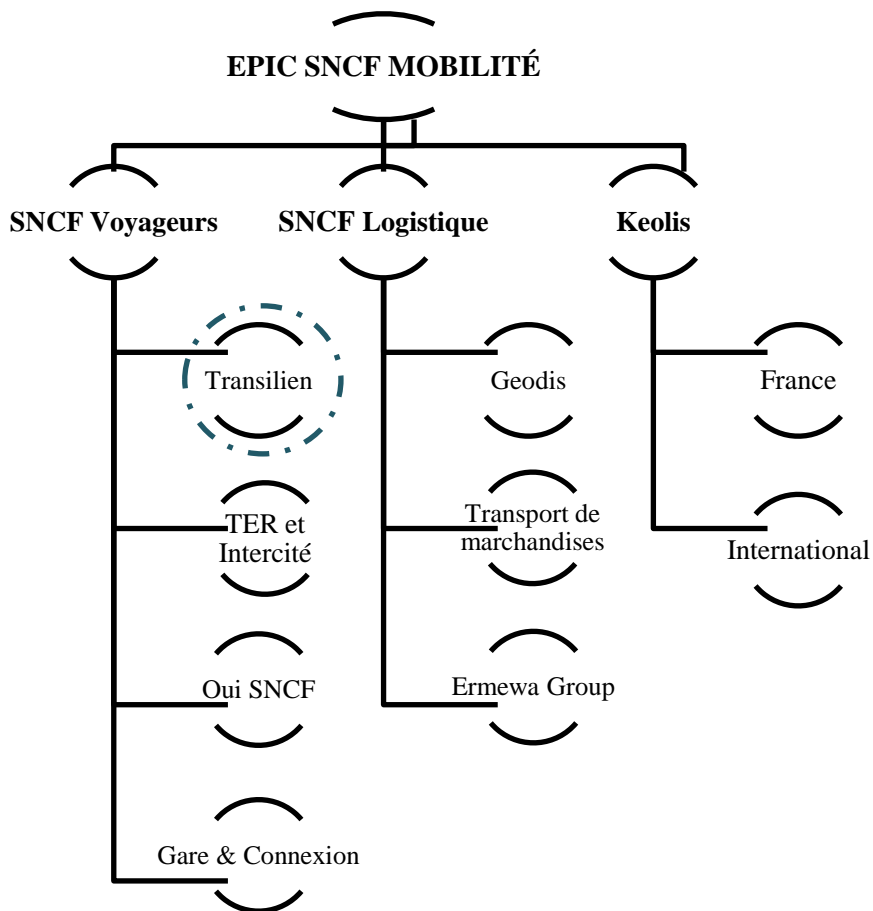 EPIC SNCF MOBILITÉ
SNCF Voyageurs
SNCF Logistique
Keolis
Transilien
Geodis
France
TER et
Intercité
Transport de
marchandises
International
Oui SNCF
Ermewa Group
Gare & Connexion